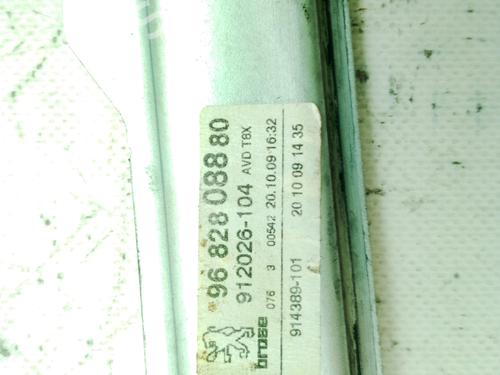 96 828 088 80
912026-104 AVD T8X
076 3 00542 20.10.09 16:32
brose
914389-101 20 10 09 14 35